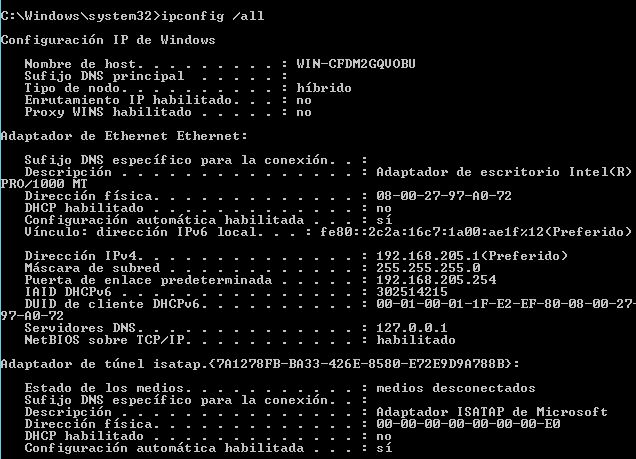 C:\Windows\system32>ipconfig /all
Configuración IP de Windows
Nombre de host. . . . . . . . . : WIN-CFDM2GQVOBU
Sufijo DNS principal  . . . . . :
Tipo de nodo. . . . . . . . . . : híbrido
Enrutamiento IP habilitado. . . : no
Proxy WINS habilitado . . . . . : no
Adaptador de Ethernet Ethernet:
Sufijo DNS específico para la conexión. . :
Descripción . . . . . . . . . . . . . . . : Adaptador de escritorio Intel(R)
PRO/1000 MT
Dirección física. . . . . . . . . . . . . : 08-00-27-97-A0-72
DHCP habilitado . . . . . . . . . . . . . : no
Configuración automática habilitada . . . : sí
Vínculo: dirección IPv6 local. . . : fe80::2c2a:16c7:1a00:ae1f%12(Preferido)
Dirección IPv4. . . . . . . . . . . . . . : 192.168.205.1(Preferido)
Máscara de subred . . . . . . . . . . . . : 255.255.255.0
Puerta de enlace predeterminada . . . . . : 192.168.205.254
IAID DHCPv6 . . . . . . . . . . . . . . . : 302514215
DUID de cliente DHCPv6. . . . . . . . . . : 00-01-00-01-1F-E2-EF-80-08-00-27-
97-A0-72
Servidores DNS. . . . . . . . . . . . . . : 127.0.0.1
NetBIOS sobre TCP/IP. . . . . . . . . . . : habilitado
Adaptador de túnel isatap.{7A1278FB-BA33-426E-8580-E72E9D9A788B}:
Estado de los medios. . . . . . . . . . . : medios desconectados
Sufijo DNS específico para la conexión. . :
Descripción . . . . . . . . . . . . . . . : Adaptador ISATAP de Microsoft
Dirección física. . . . . . . . . . . . . : 00-00-00-00-00-00-00-E0
DHCP habilitado . . . . . . . . . . . . . : no
Configuración automática habilitada . . . : sí